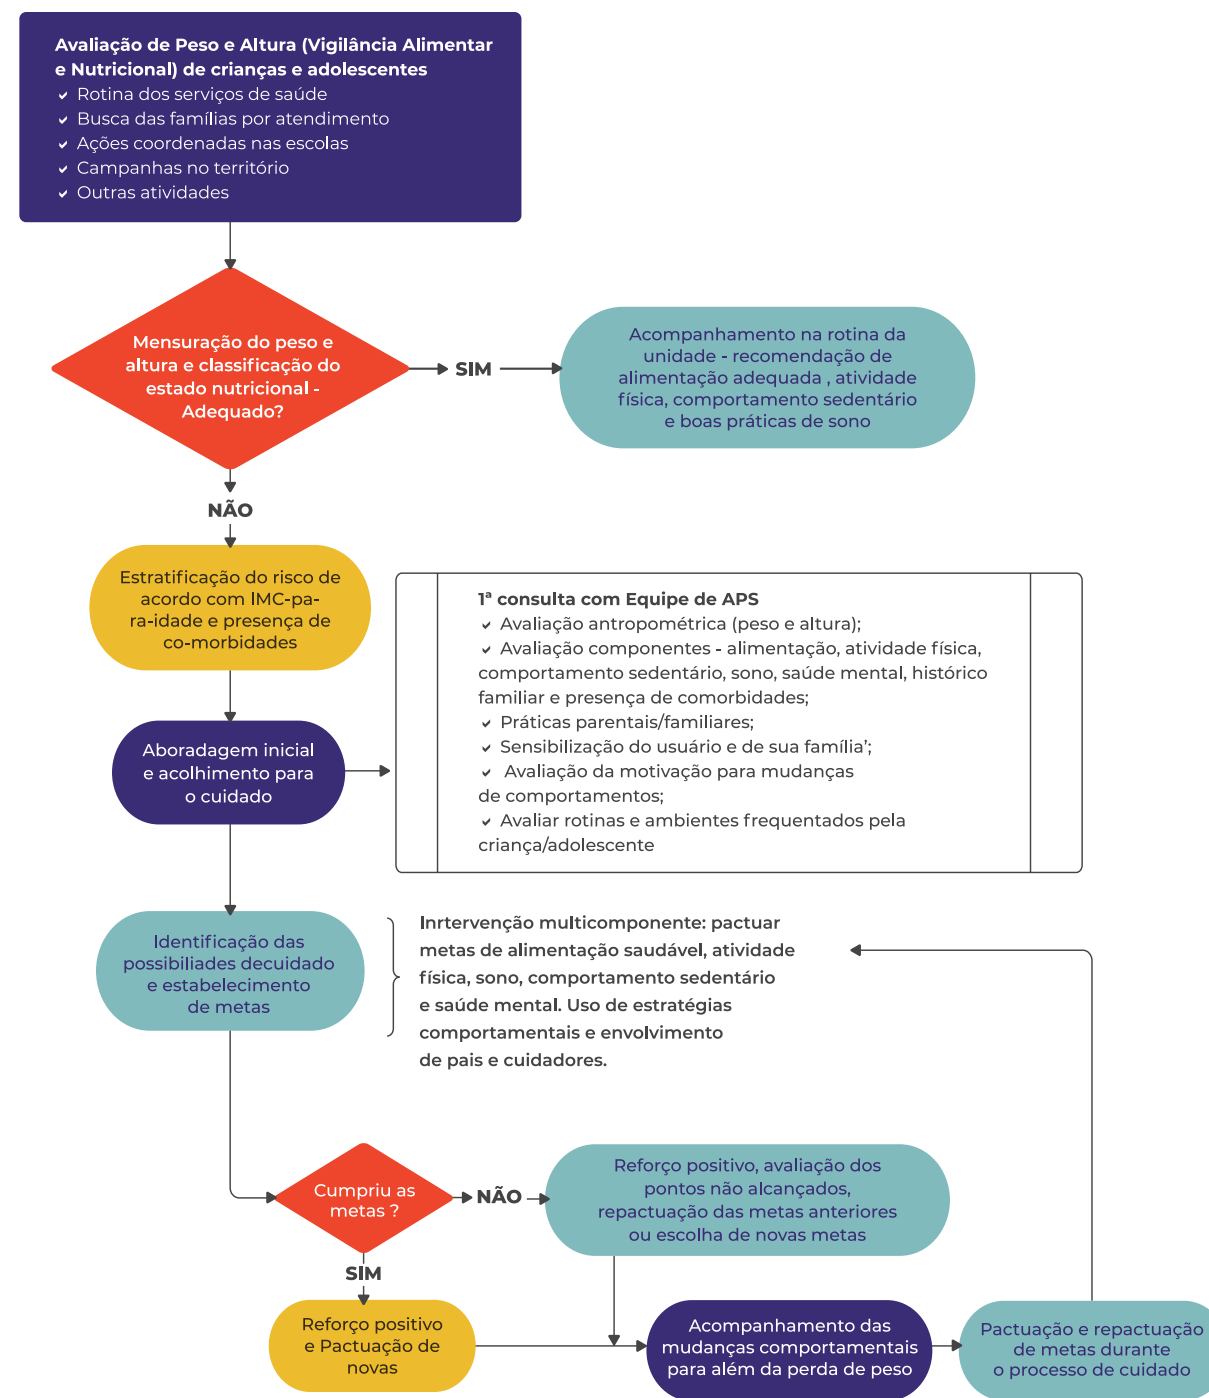 Avaliação de Peso e Altura (Vigilância Alimentar
e Nutricional) de crianças e adolescentes
Rotina dos serviços de saúde
Busca das famílias por atendimento
Ações coordenadas nas escolas
Campanhas no território
Outras atividades
Mensuração do peso e
altura e classificação do
estado nutricional -
Adequado?
SIM
Acompanhamento na rotina da
unidade - recomendação de
alimentação adequada , atividade
física, comportamento sedentário
e boas práticas de sono
NÃO
Estratificação do risco de
acordo com IMC-pa-
ra-idade e presença de
co-morbidades
1ª consulta com Equipe de APS
Avaliação antropométrica (peso e altura);
Avaliação componentes - alimentação, atividade física,
comportamento sedentário, sono, saúde mental, histórico
familiar e presença de comorbidades;
Práticas parentais/familiares;
Sensibilização do usuário e de sua família’;
Avaliação da motivação para mudanças
de comportamentos;
Avaliar rotinas e ambientes frequentados pela
criança/adolescente
Aboradagem inicial
e acolhimento para
o cuidado
Identificação das
possibiliades decuidado
e estabelecimento
de metas
Inrtervenção multicomponente: pactuar
metas de alimentação saudável, atividade
física, sono, comportamento sedentário
e saúde mental. Uso de estratégias
comportamentais e envolvimento
de pais e cuidadores.
Cumpriu as
metas ?
NÃO
Reforço positivo, avaliação dos
pontos não alcançados,
repactuação das metas anteriores
ou escolha de novas metas
SIM
Reforço positivo
e Pactuação de
novas
Acompanhamento das
mudanças comportamentais
para além da perda de peso
Pactuação e repactuação
de metas durante
o processo de cuidado